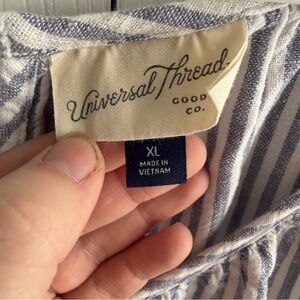 Universal Thread
GOOD
CO.
XL
MADE IN
VIETNAM